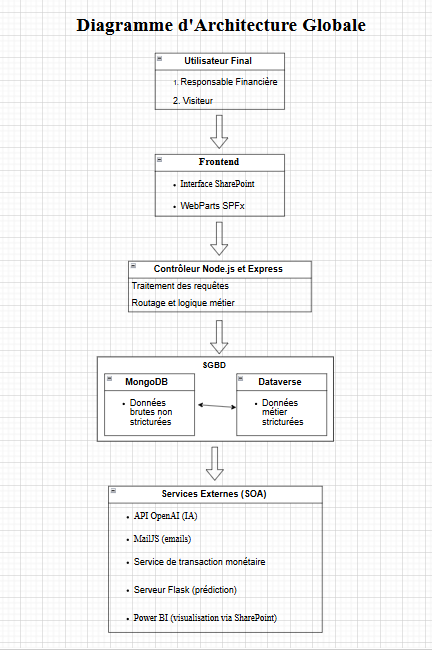 Diagramme d'Architecture Globale
Utilisateur Final
1. Responsable Financière
2. Visiteur
Frontend
• Interface SharePoint
• WebParts SPFx
Contrôleur Node.js et Express
Traitement des requêtes
Routage et logique métier
SGBD
MongoDB
• Données
brutes non
stricturées
Dataverse
• Données
métier
stricturées
Services Externes (SOA)
• API OpenAI (IA)
• MailJS (emails)
• Service de transaction monétaire
• Serveur Flask (prédiction)
• Power BI (visualisation via SharePoint)